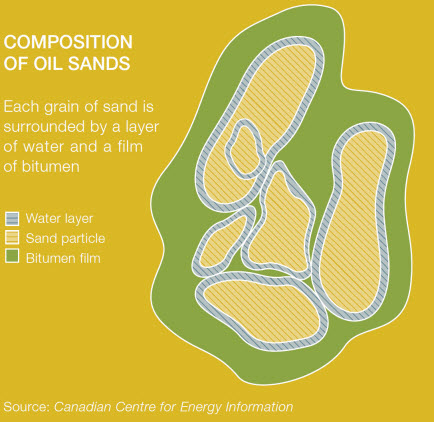 COMPOSITION
OF OIL SANDS
Each grain of sand is
surrounded by a layer
of water and a film
of bitumen
Water layer
Sand particle
Bitumen film
Source: Canadian Centre for Energy Information